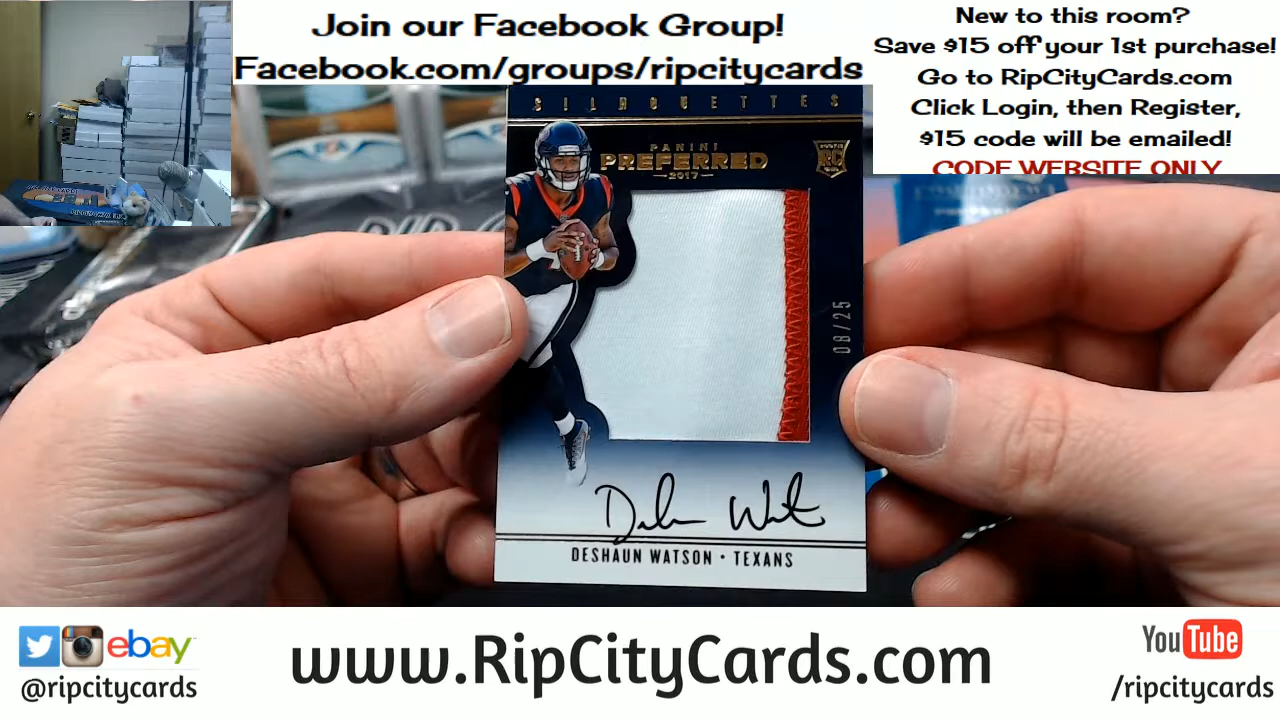 Join our Facebook Group!
Facebook.com/groups/ripcitycards
New to this room?
Save $15 off your 1st purchase!
Go to RipCityCards.com
Click Login, then Register,
$15 code will be emailed!
CODE WEBSITE ONLY
SILHOUETTES
PANINI
PREFERRED
2017
RC
08/25
DESHAUN WATSON • TEXANS
ebay
@ripcitycards
www.RipCityCards.com
YouTube
/ripcitycards